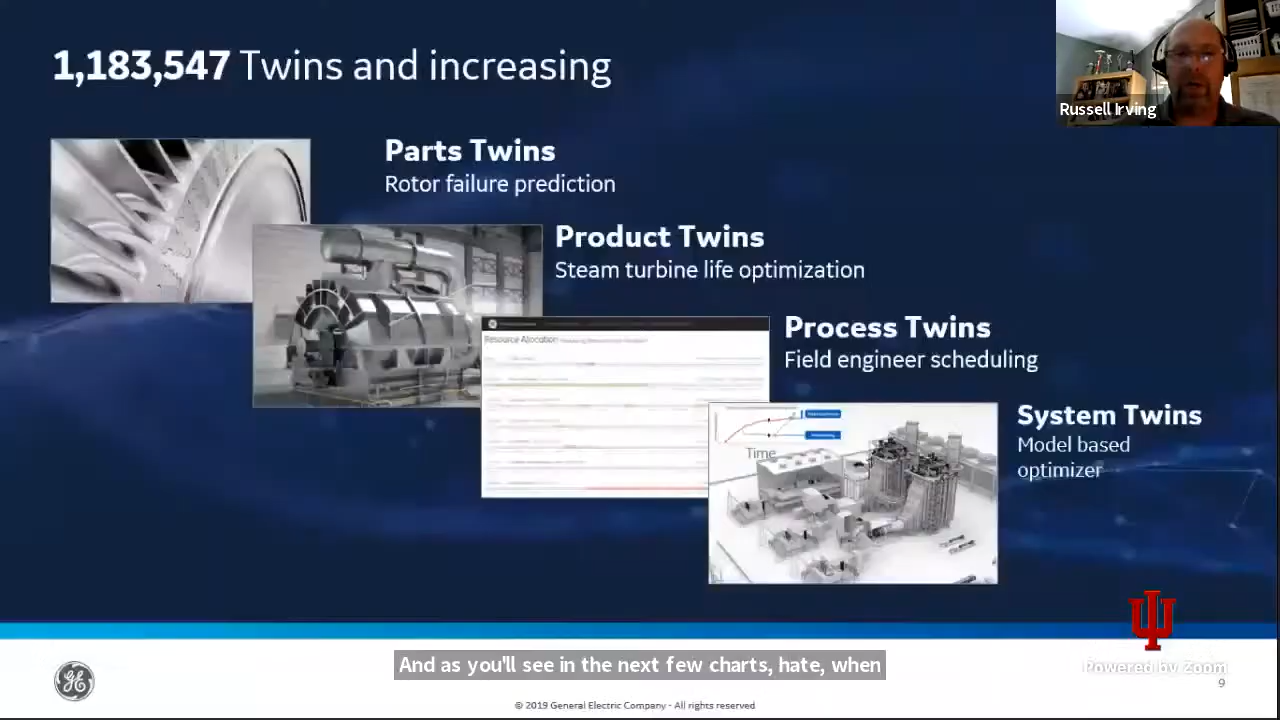 1,183,547 Twins and increasing
Russell Irving
Parts Twins
Rotor failure prediction
Product Twins
Steam turbine life optimization
Resource Allocation
Process Twins
Field engineer scheduling
Time
System Twins
Model based
optimizer
And as you'll see in the next few charts, hate, when
Powered by Zoom
9
© 2019 General Electric Company - All rights reserved